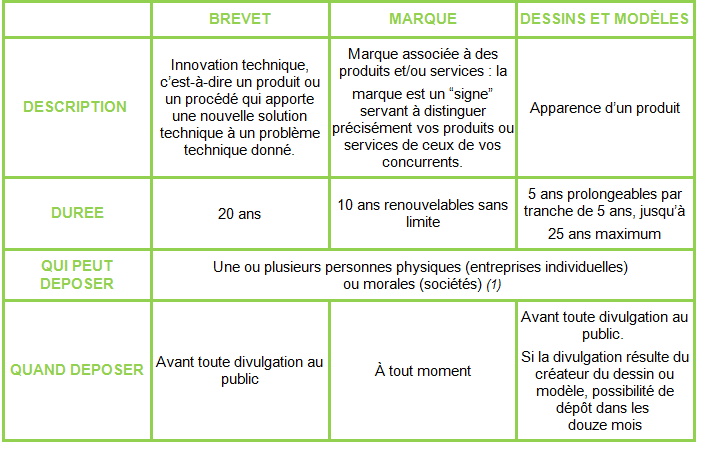 BREVET
MARQUE
DESSINS ET MODÈLES
DESCRIPTION
Innovation technique,
c’est-à-dire un produit ou
un procédé qui apporte
une nouvelle solution
technique à un problème
technique donné.
Marque associée à des
produits et/ou services : la
marque est un “signe”
servant à distinguer
précisément vos produits ou
services de ceux de vos
concurrents.
Apparence d’un produit
DUREE
20 ans
10 ans renouvelables sans
limite
5 ans prolongeables par
tranche de 5 ans, jusqu’à
25 ans maximum
QUI PEUT
DEPOSER
Une ou plusieurs personnes physiques (entreprises individuelles)
ou morales (sociétés) (1)
QUAND DEPOSER
Avant toute divulgation au
public
À tout moment
Avant toute divulgation au
public.
Si la divulgation résulte du
créateur du dessin ou
modèle, possibilité de
dépôt dans les
douze mois